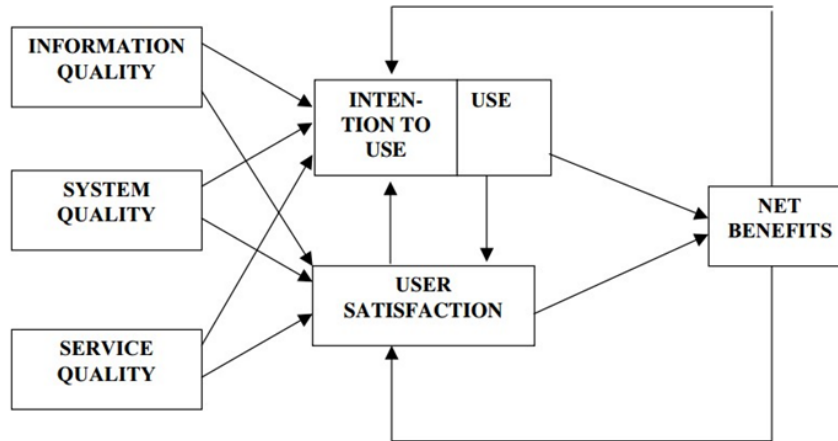 INFORMATION
QUALITY
SYSTEM
QUALITY
SERVICE
QUALITY
INTEN-
TION TO
USE
USE
USER
SATISFACTION
NET
BENEFITS